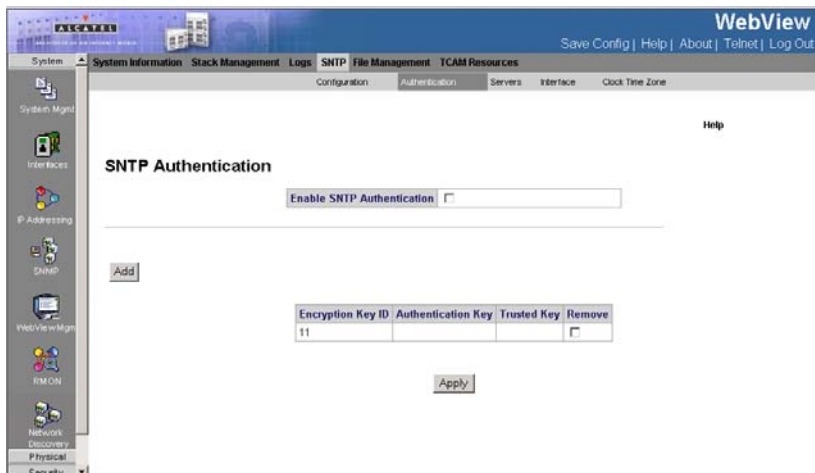 ALCATEL
WebView
Save Config | Help | About | Telnet | Log Out
System
System Information Stack Management Logs SNTP File Management TCAM Resources
Configuration Authentication Servers Interface Clock Time Zone
System Mgmt
Help
Interfaces
SNTP Authentication
Enable SNTP Authentication
IP Addressing
SNMP
Add
Encryption Key ID Authentication Key Trusted Key Remove
11
WebViewMgm
RMON
Apply
Network
Discovery
Physical
Security